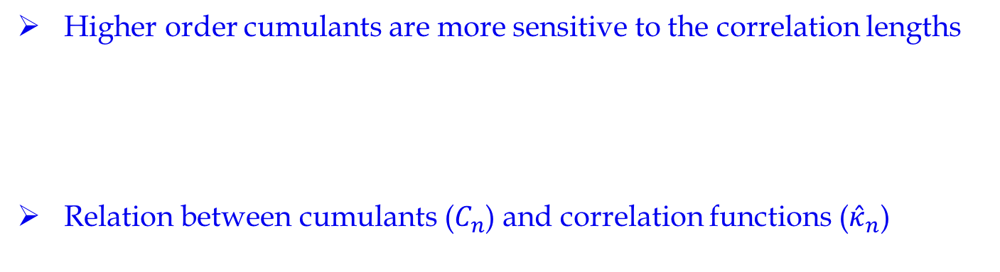 ➢ Higher order cumulants are more sensitive to the correlation lengths
➢ Relation between cumulants (𝐶ₙ) and correlation functions (𝜅̂ₙ)